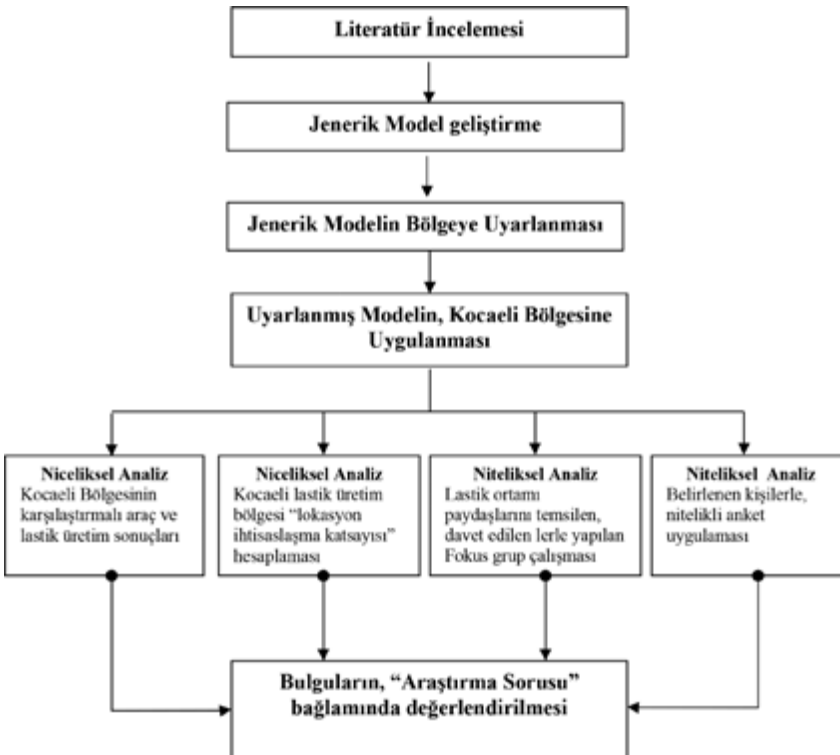 Literatür İncelemesi
Jenerik Model geliştirme
Jenerik Modelin Bölgeye Uyarlanması
Uyarlanmış Modelin, Kocaeli Bölgesine
Uygulanması
Niceliksel Analiz
Kocaeli Bölgesinin
karşılaştırmalı araç ve
lastik üretim sonuçları
Niceliksel Analiz
Kocaeli lastik üretim
bölgesi “lokasyon
ihtisaslaşma katsayısı”
hesaplaması
Niteliksel Analiz
Lastik ortamı
paydaşlarını temsilen,
davet edilen lerle yapılan
Fokus grup çalışması
Niteliksel Analiz
Belirlenen kişilerle,
nitelikli anket
uygulaması
Bulguların, “Araştırma Sorusu”
bağlamında değerlendirilmesi